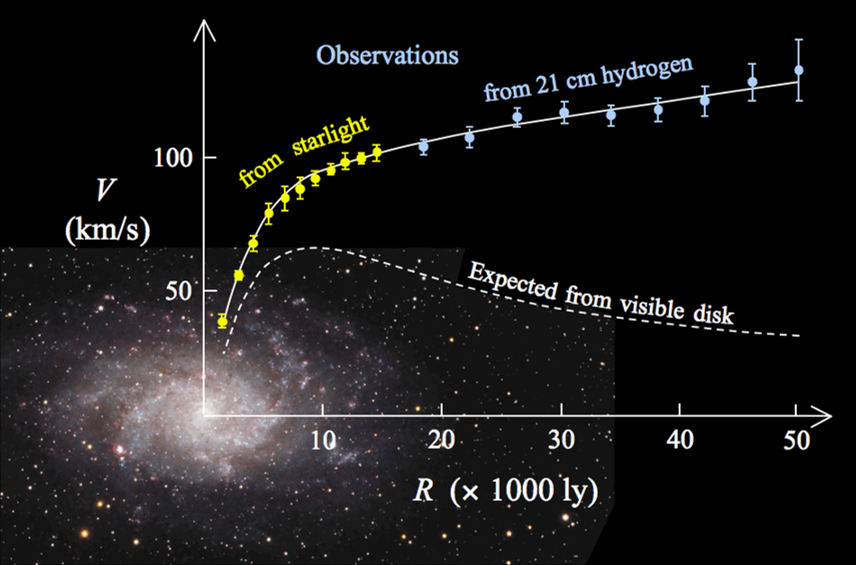 Observations
from 21 cm hydrogen
from starlight
100
V
(km/s)
50
Expected from visible disk
10
20
30
40
50
R (× 1000 ly)